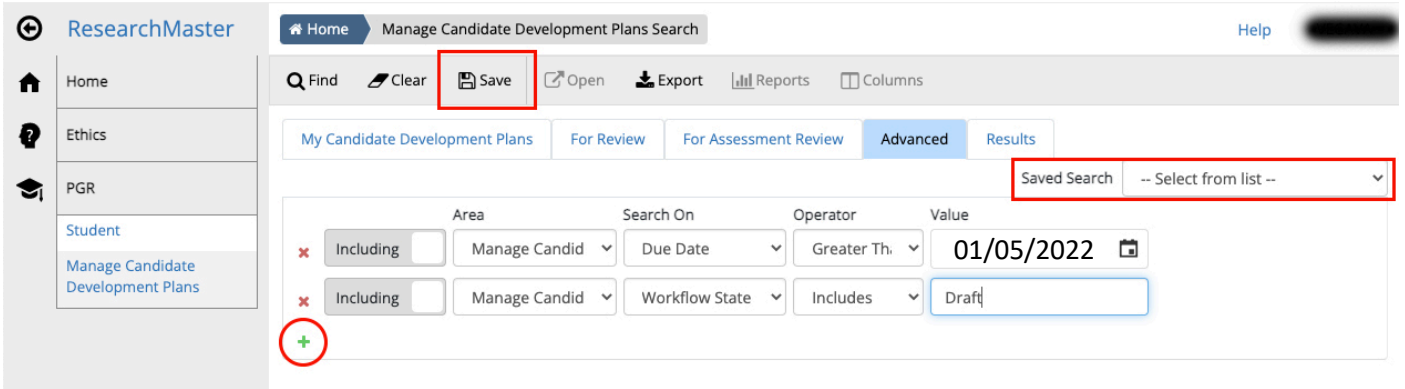 ResearchMaster
Home
Manage Candidate Development Plans Search
Help
Home
Find
Clear
Save
Open
Export
Reports
Columns
Ethics
My Candidate Development Plans
For Review
For Assessment Review
Advanced
Results
PGR
Saved Search
-- Select from list --
Student
Manage Candidate
Development Plans
Area
Search On
Operator
Value
Including
Manage Candid
Due Date
Greater Tha
01/05/2022
Including
Manage Candid
Workflow State
Includes
Draft